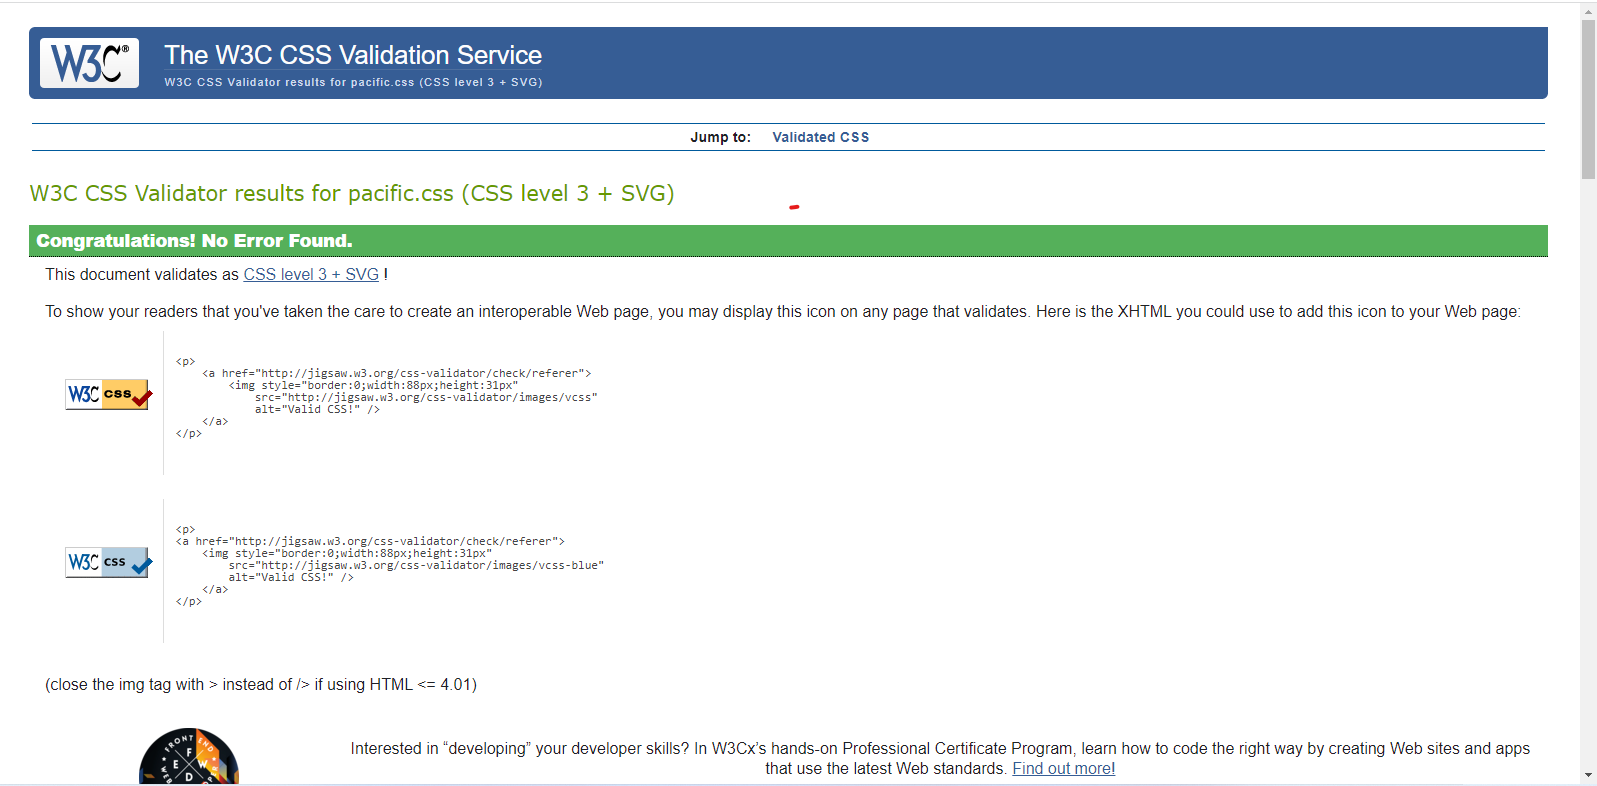 W3C®
The W3C CSS Validation Service
W3C CSS Validator results for pacific.css (CSS level 3 + SVG)
Jump to: Validated CSS
W3C CSS Validator results for pacific.css (CSS level 3 + SVG)
Congratulations! No Error Found.
This document validates as CSS level 3 + SVG !
To show your readers that you've taken the care to create an interoperable Web page, you may display this icon on any page that validates. Here is the XHTML you could use to add this icon to your Web page:
W3C css
<p>
<a href="http://jigsaw.w3.org/css-validator/check/referer">
<img style="border:0;width:88px;height:31px"
src="http://jigsaw.w3.org/css-validator/images/vcss"
alt="Valid CSS!" />
</a>
</p>
W3C css
<p>
<a href="http://jigsaw.w3.org/css-validator/check/referer">
<img style="border:0;width:88px;height:31px"
src="http://jigsaw.w3.org/css-validator/images/vcss-blue"
alt="Valid CSS!" />
</a>
</p>
(close the img tag with > instead of /> if using HTML <= 4.01)
FRONT END
F
E W
D
Interested in “developing” your developer skills? In W3Cx’s hands-on Professional Certificate Program, learn how to code the right way by creating Web sites and apps
that use the latest Web standards. Find out more!